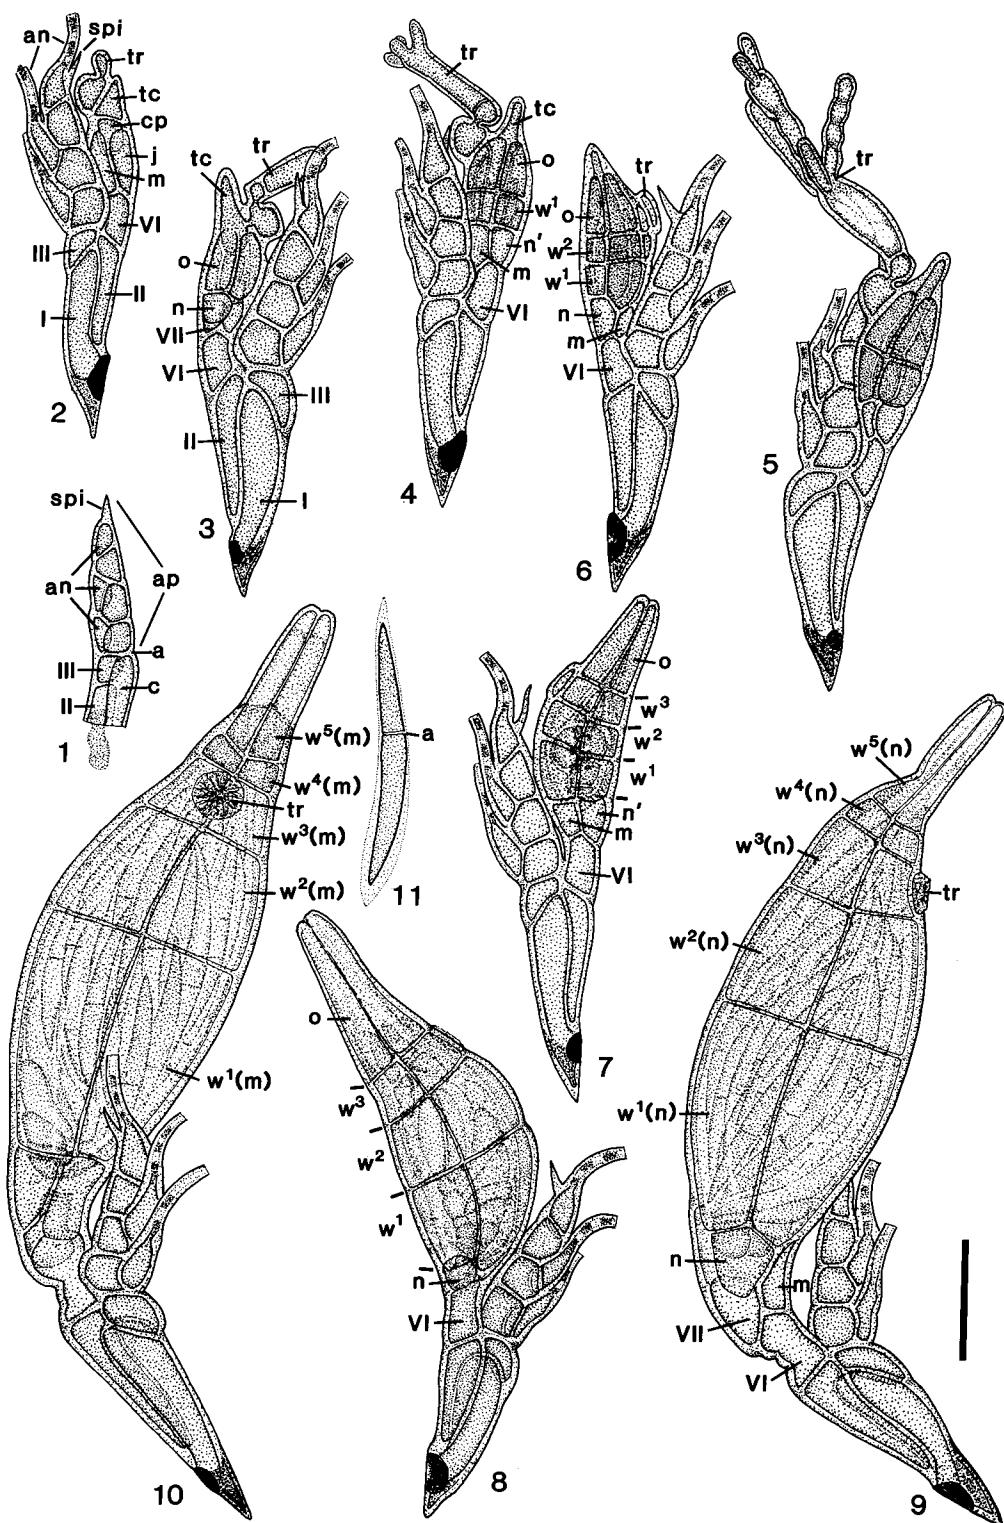 an
spi
tr
tc
cp
j
m
VI
III
II
I
2
tc
tr
o
n
VII
VI
III
II
I
3
tr
tc
o
w¹
n'
m
VI
4
tr
o
w²
w¹
n
m
VI
6
tr
5
spi
an
ap
a
III
c
II
1
w⁵(m)
w⁴(m)
tr
w³(m)
w²(m)
w¹(m)
10
a
11
o
w³
w²
w¹
n'
m
VI
7
o
w³
w²
w¹
n
VI
8
w⁵(n)
w⁴(n)
w³(n)
tr
w²(n)
w¹(n)
n
m
VII
VI
9